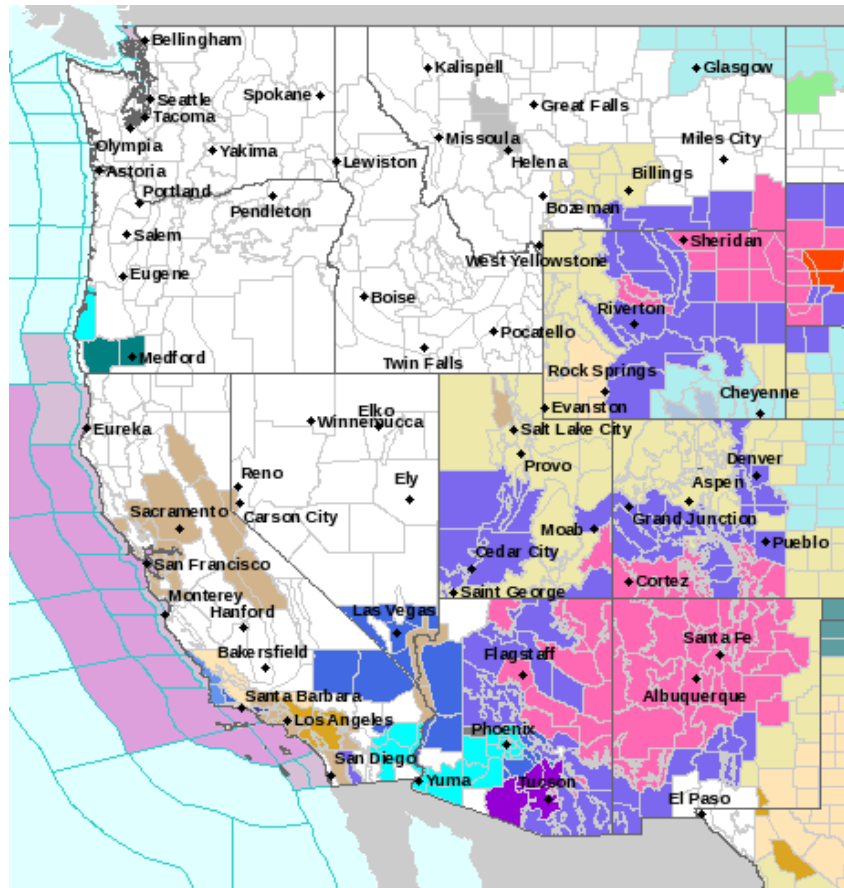 Bellingham
Kalispell
Glasgow
Seattle
Spokane
Great Falls
Tacoma
Olympia
Missoula
Miles City
Yakima
Helena
Lewiston
Astoria
Billings
Portland
Pendleton
Bozeman
Salem
Sheridan
West Yellowstone
Eugene
Boise
Riverton
Pocatello
Medford
Twin Falls
Rock Springs
Cheyenne
Elko
Evanston
Winnemucca
Eureka
Salt Lake City
Provo
Denver
Reno
Ely
Aspen
Sacramento
Carson City
Grand Junction
Moab
Pueblo
San Francisco
Cedar City
Cortez
Monterey
Saint George
Hanford
Las Vegas
Bakersfield
Flagstaff
Santa Fe
Albuquerque
Santa Barbara
Los Angeles
Phoenix
San Diego
Yuma
Tucson
El Paso